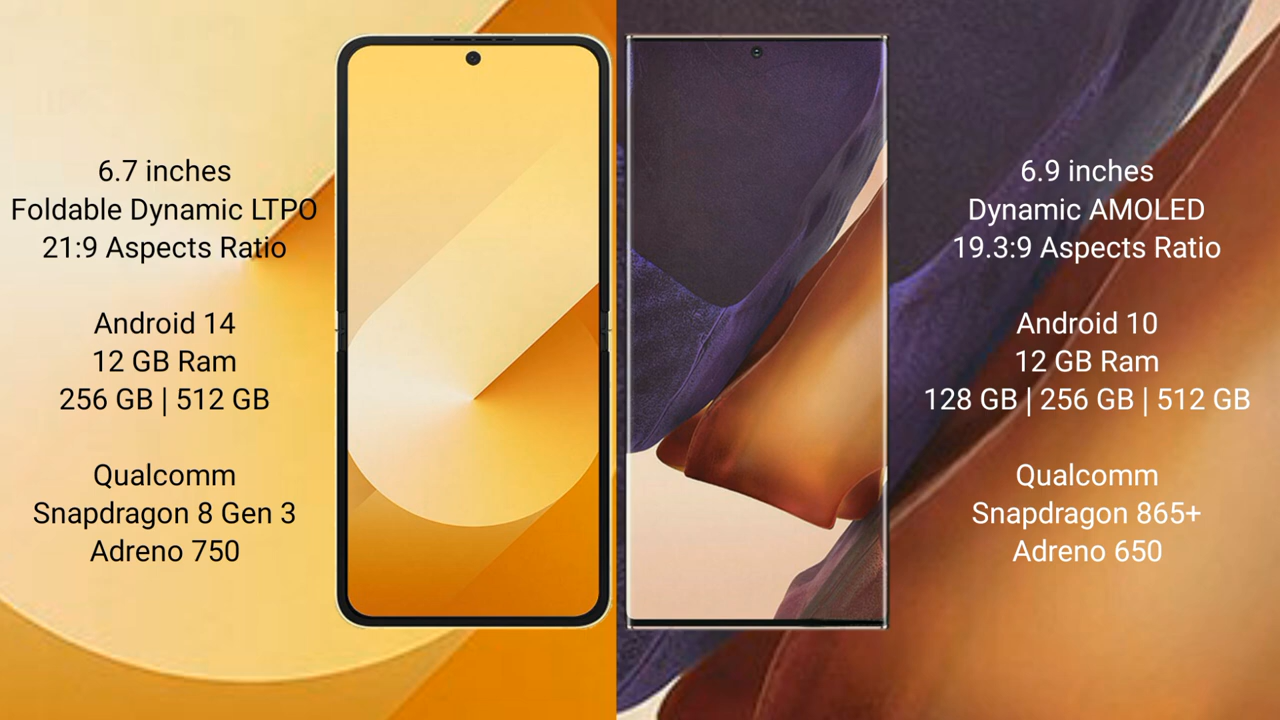 6.7 inches
Foldable Dynamic LTPO
21:9 Aspects Ratio
Android 14
12 GB Ram
256 GB | 512 GB
Qualcomm
Snapdragon 8 Gen 3
Adreno 750
6.9 inches
Dynamic AMOLED
19.3:9 Aspects Ratio
Android 10
12 GB Ram
128 GB | 256 GB | 512 GB
Qualcomm
Snapdragon 865+
Adreno 650